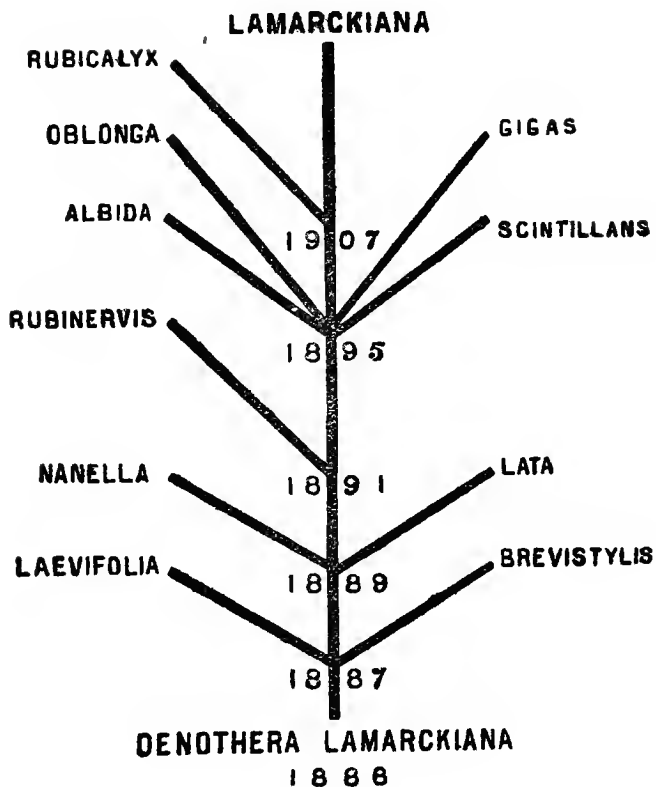 LAMARCKIANA
RUBICALYX
OBLONGA
GIGAS
ALBIDA
SCINTILLANS
1907
RUBINERVIS
1895
NANELLA
LATA
1891
LAEVIFOLIA
BREVISTYLIS
1889
1887
OENOTHERA LAMARCKIANA
1886